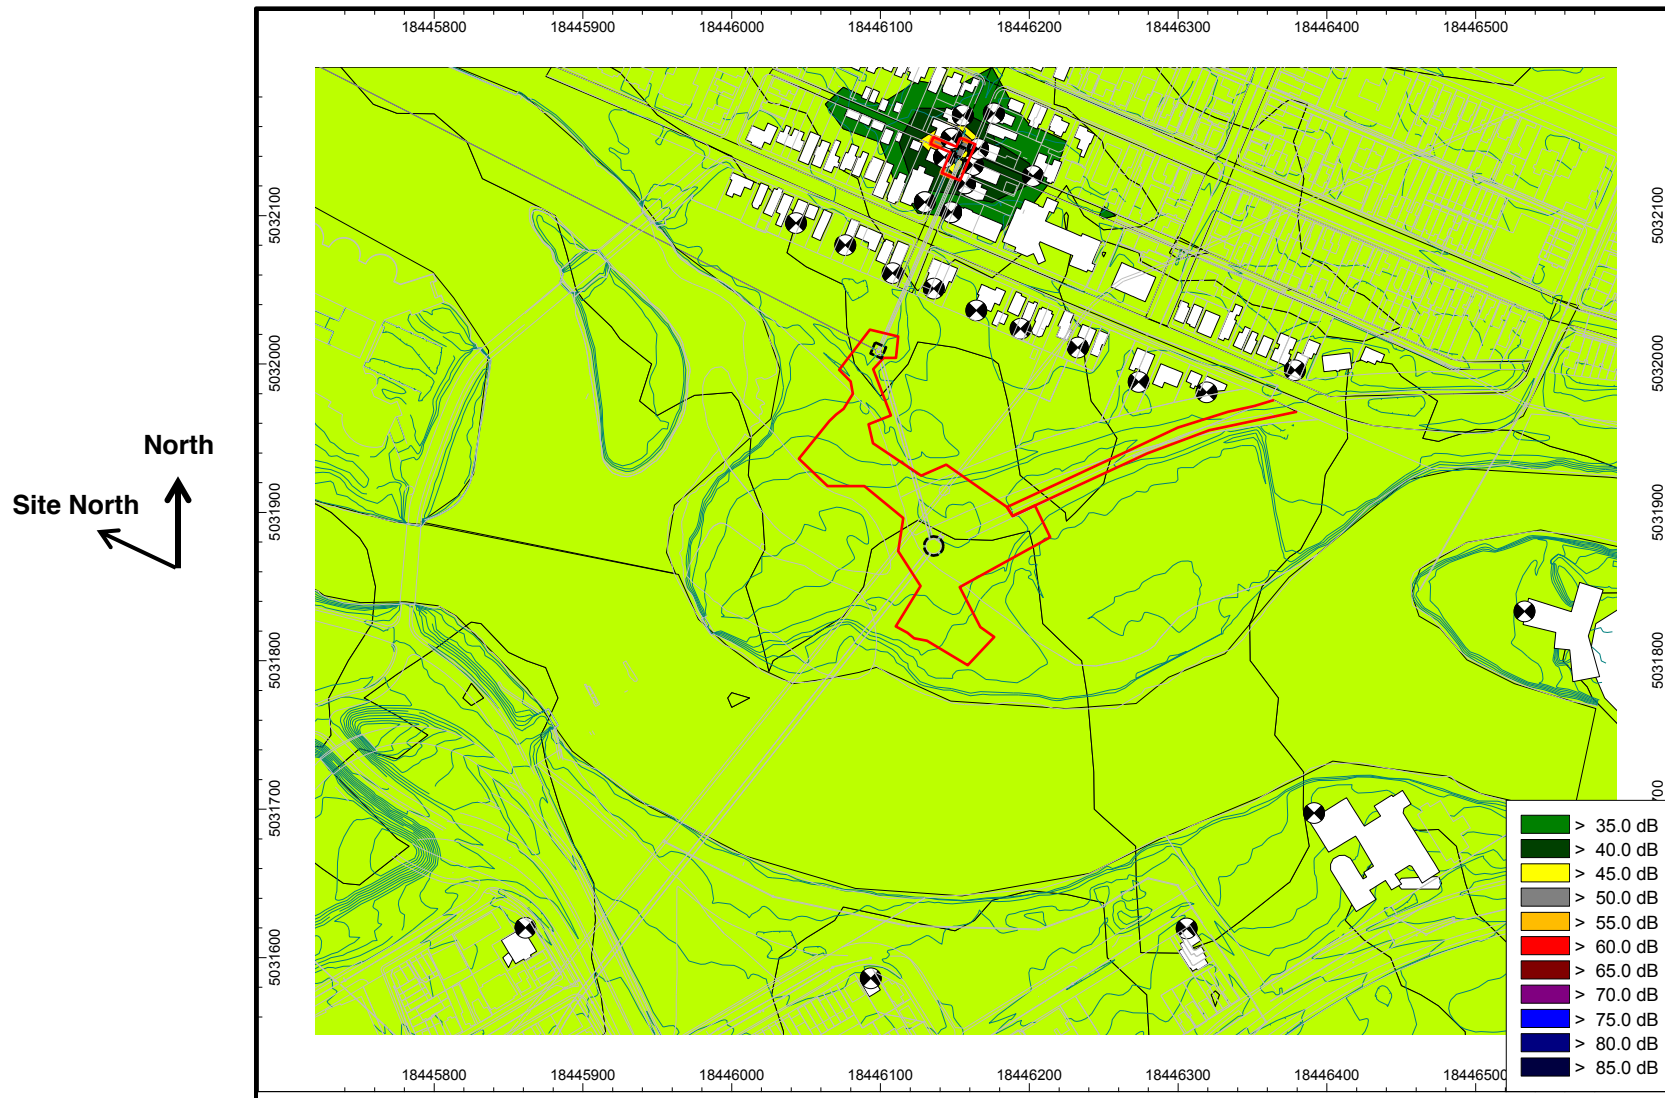 18445800 18445900 18446000 18446100 18446200 18446300 18446400 18446500
5032100 5032100
5032000 5032000
North
Site North
5031900 5031900
5031800 5031800
5031700 700
5031600
> 35.0 dB
> 40.0 dB
> 45.0 dB
> 50.0 dB
> 55.0 dB
> 60.0 dB
> 65.0 dB
> 70.0 dB
> 75.0 dB
> 80.0 dB
> 85.0 dB
18445800 18445900 18446000 18446100 18446200 18446300 18446400 18446500